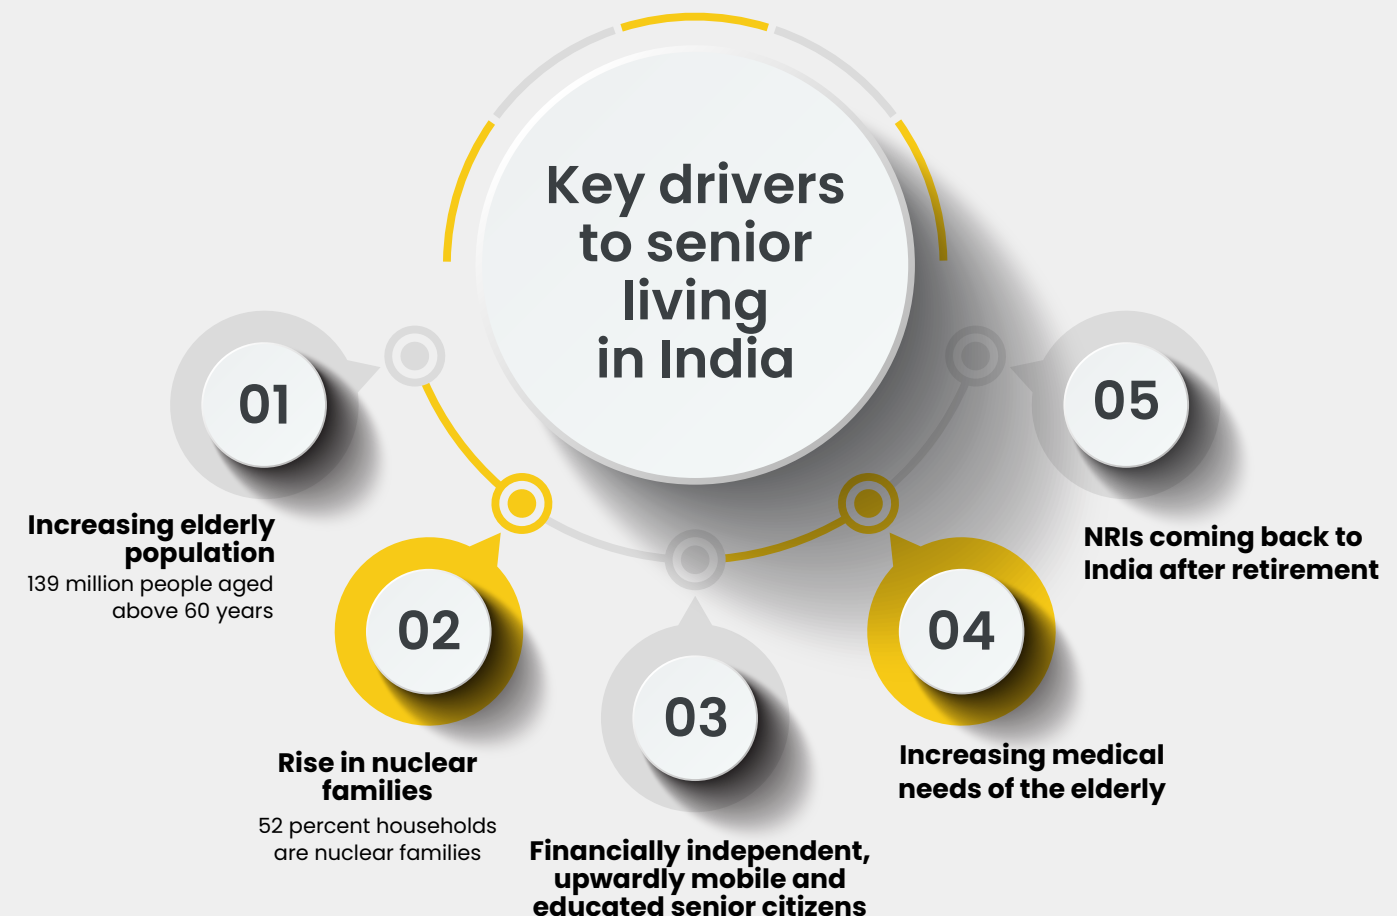 Key drivers
to senior
living
in India
01
Increasing elderly
population
139 million people aged
above 60 years
02
Rise in nuclear
families
52 percent households
are nuclear families
03
Financially independent,
upwardly mobile and
educated senior citizens
04
Increasing medical
needs of the elderly
05
NRIs coming back to
India after retirement